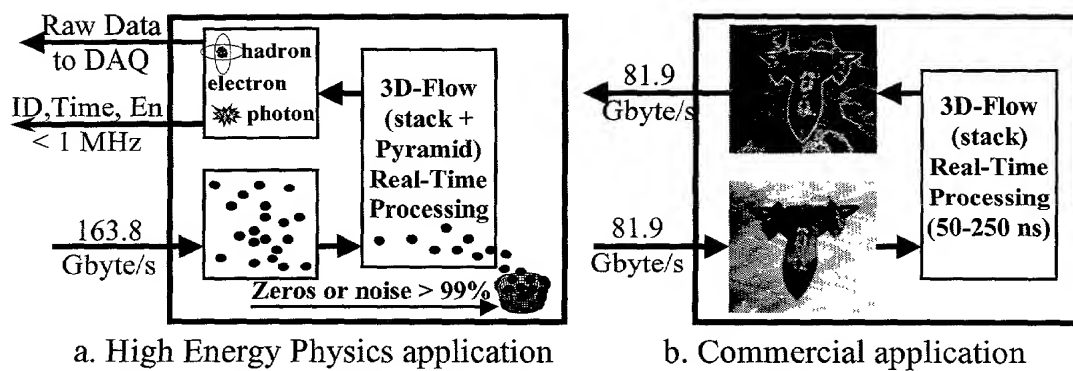 Raw Data
to DAQ
ID,Time, En
< 1 MHz
163.8
Gbyte/s
hadron
electron
photon
3D-Flow
(stack +
Pyramid)
Real-Time
Processing
Zeros or noise > 99%
a. High Energy Physics application
81.9
Gbyte/s
81.9
Gbyte/s
3D-Flow
(stack)
Real-Time
Processing
(50-250 ns)
b. Commercial application